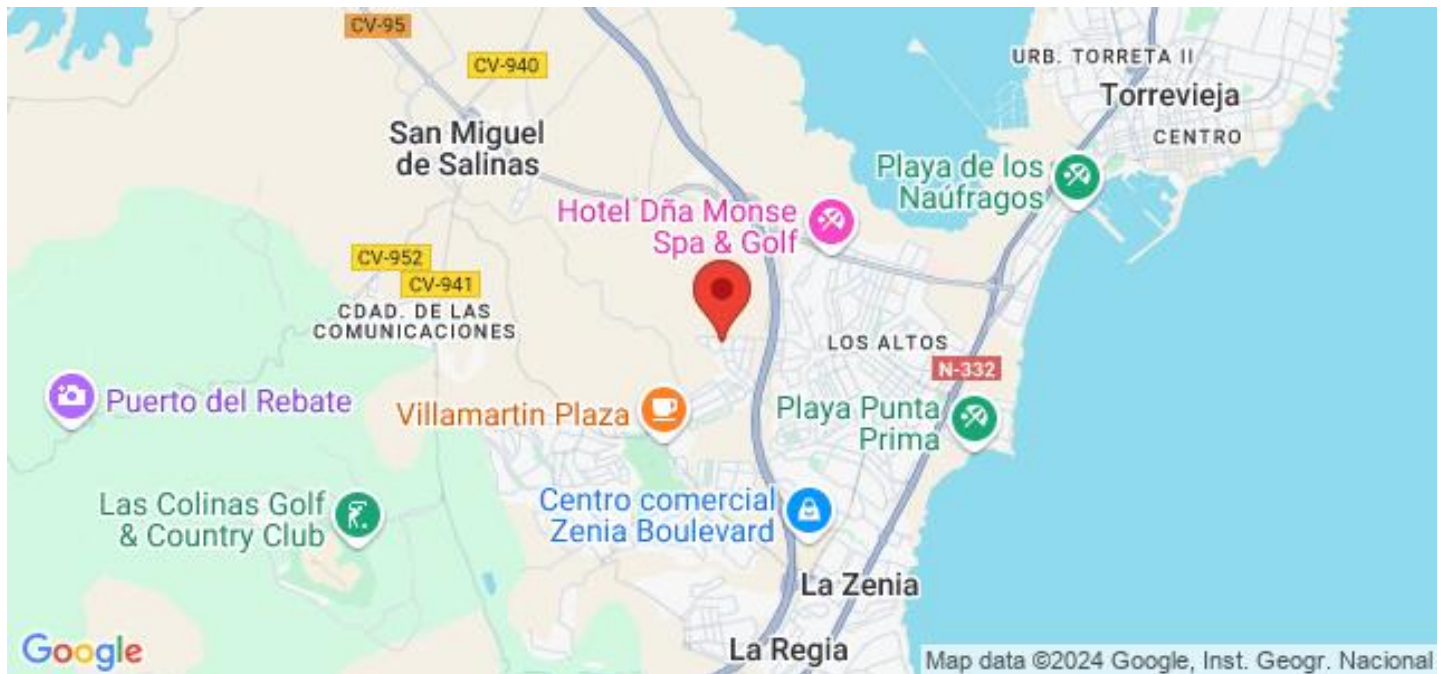 CV-95
CV-940
URB. TORRETA II
Torrevieja
CENTRO
San Miguel
de Salinas
Playa de los
Naúfragos
Hotel Dña Monse
Spa & Golf
CV-952
CV-941
CDAD. DE LAS
COMUNICACIONES
LOS ALTOS
N-332
Puerto del Rebate
Villamartin Plaza
Playa Punta
Prima
Las Colinas Golf
& Country Club
Centro comercial
Zenia Boulevard
La Zenia
La Regia
Google
Map data ©2024 Google, Inst. Geogr. Nacional